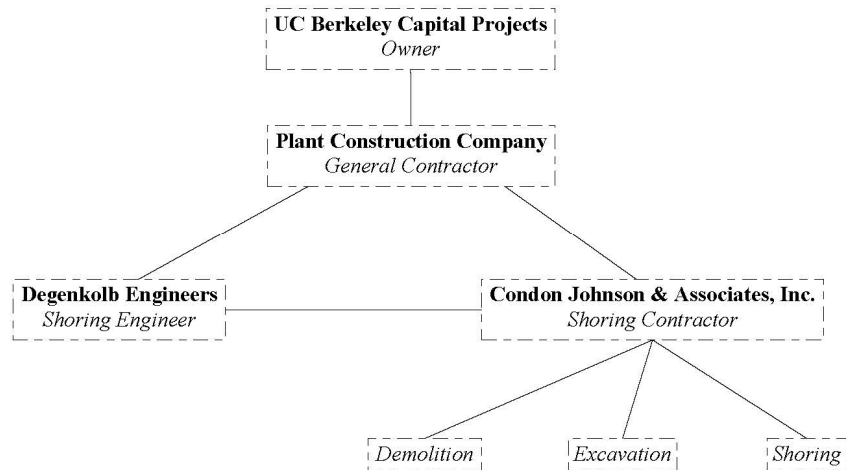 UC Berkeley Capital Projects
Owner
Plant Construction Company
General Contractor
Degenkolb Engineers
Shoring Engineer
Condon Johnson & Associates, Inc.
Shoring Contractor
Demolition
Excavation
Shoring